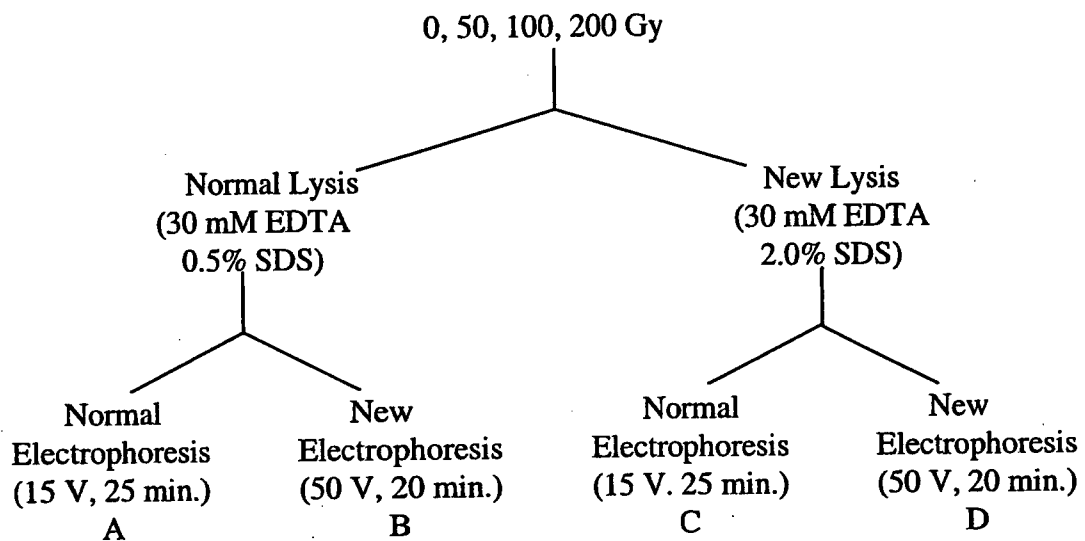 0, 50, 100, 200 Gy
Normal Lysis
(30 mM EDTA
0.5% SDS)
New Lysis
(30 mM EDTA
2.0% SDS)
Normal
Electrophoresis
(15 V, 25 min.)
A
New
Electrophoresis
(50 V, 20 min.)
B
Normal
Electrophoresis
(15 V. 25 min.)
C
New
Electrophoresis
(50 V, 20 min.)
D